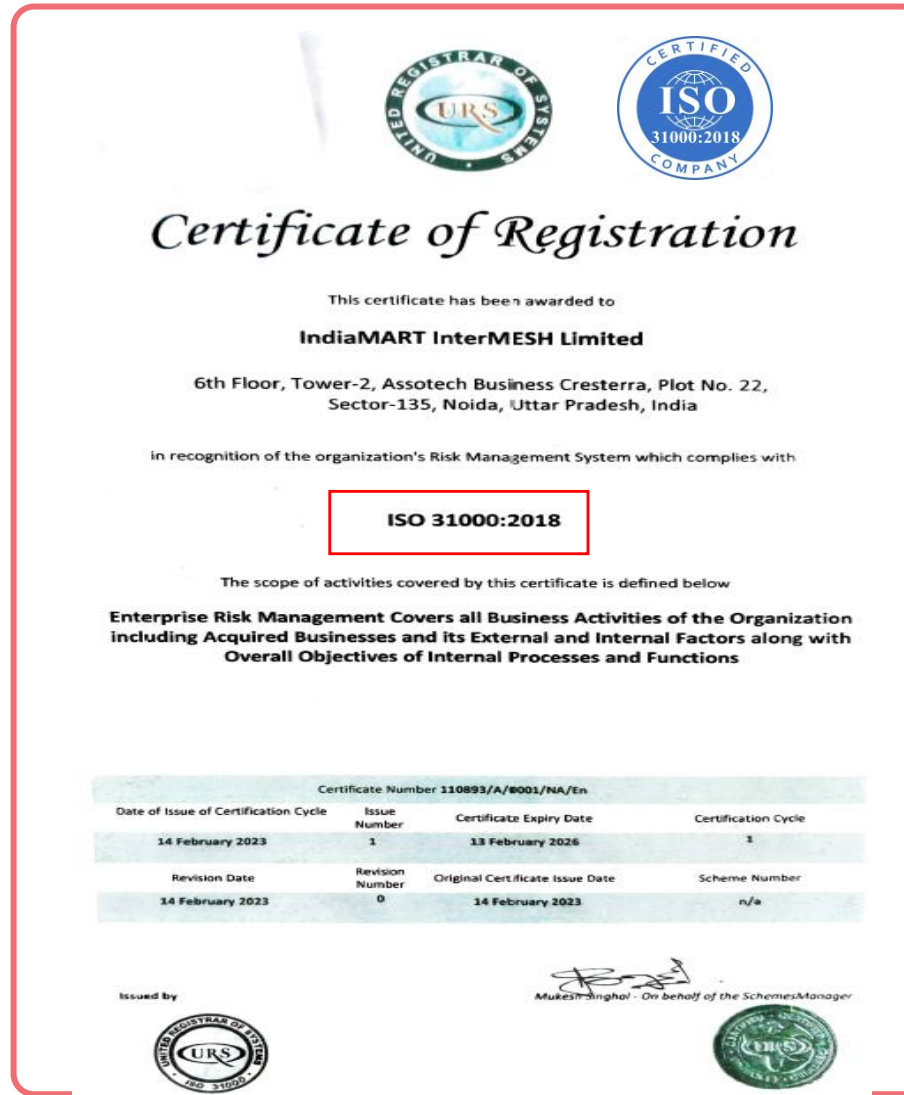 UNITED REGISTRAR OF SYSTEMS
URS
CERTIFIED
ISO
31000:2018
COMPANY
Certificate of Registration
This certificate has been awarded to
IndiaMART InterMESH Limited
6th Floor, Tower-2, Assotech Business Cresterra, Plot No. 22,
Sector-135, Noida, Uttar Pradesh, India
in recognition of the organization's Risk Management System which complies with
ISO 31000:2018
The scope of activities covered by this certificate is defined below
Enterprise Risk Management Covers all Business Activities of the Organization
including Acquired Businesses and its External and Internal Factors along with
Overall Objectives of Internal Processes and Functions
Certificate Number 110893/A/0001/NA/En
Date of Issue of Certification Cycle Issue Number Certificate Expiry Date Certification Cycle
14 February 2023 1 13 February 2026 1
Revision Date Revision Number Original Certificate Issue Date Scheme Number
14 February 2023 0 14 February 2023 n/a
Issued by
Mukesh Singhal - On behalf of the SchemesManager
UNITED REGISTRAR OF SYSTEMS
URS
ISO 31000
URS